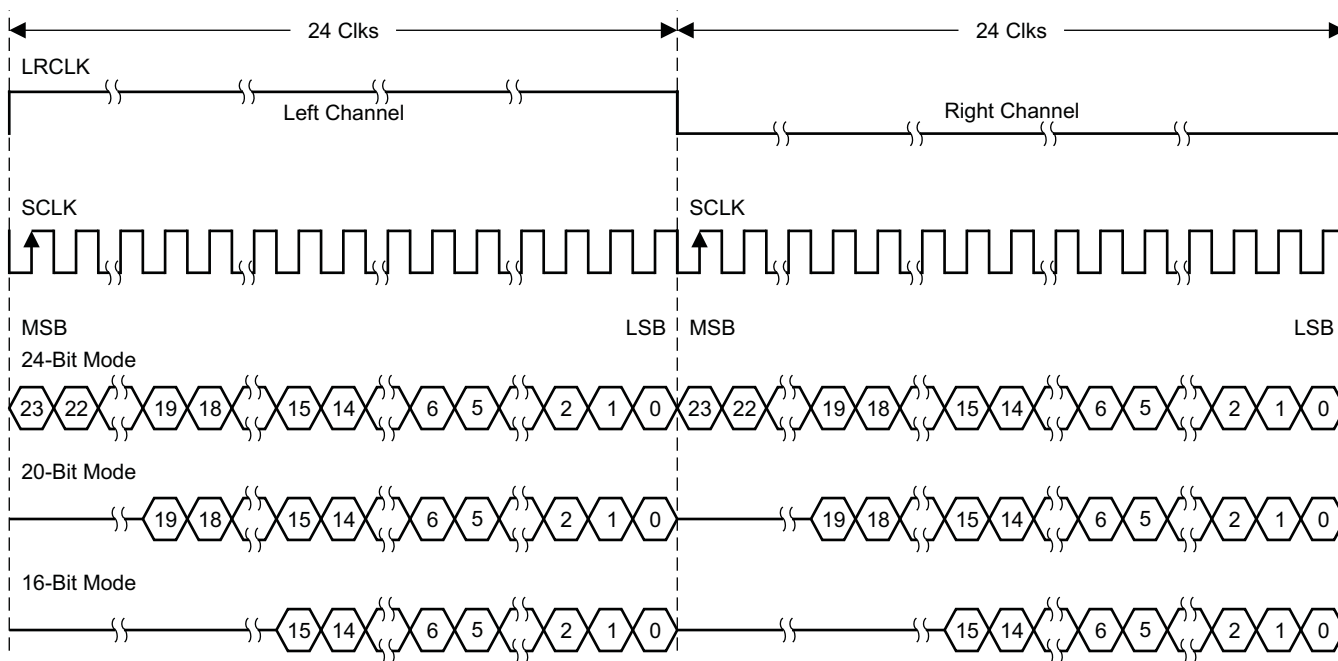 24 Clks 24 Clks
LRCLK
Left Channel Right Channel
SCLK SCLK
MSB LSB MSB LSB
24-Bit Mode
23 22 19 18 15 14 6 5 2 1 0 23 22 19 18 15 14 6 5 2 1 0
20-Bit Mode
19 18 15 14 6 5 2 1 0 19 18 15 14 6 5 2 1 0
16-Bit Mode
15 14 6 5 2 1 0 15 14 6 5 2 1 0